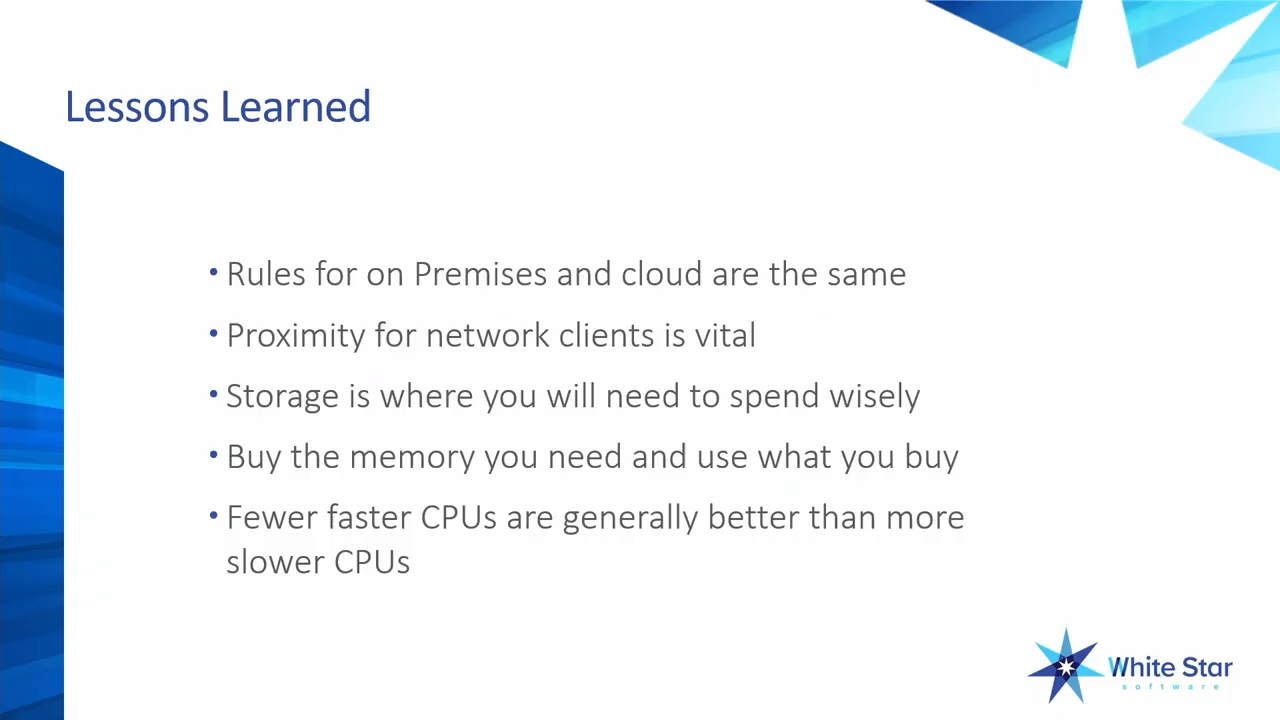 Lessons Learned
• Rules for on Premises and cloud are the same
• Proximity for network clients is vital
• Storage is where you will need to spend wisely
• Buy the memory you need and use what you buy
• Fewer faster CPUs are generally better than more
slower CPUs
White Star
software